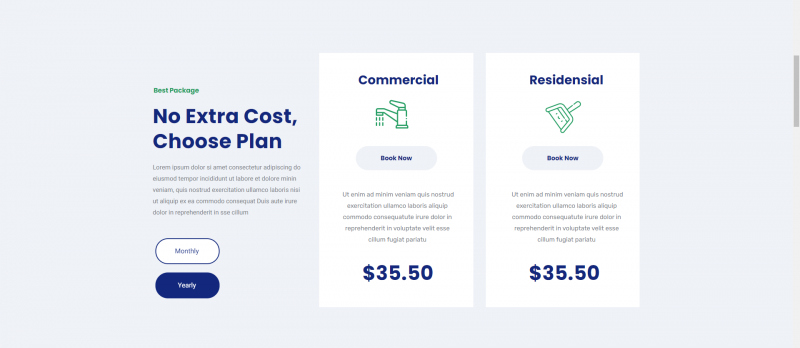 Best Package
No Extra Cost,
Choose Plan
Lorem ipsum dolor si amet consectetur adipiscing do
eiusmod tempor incididunt ut labore et dolore minin
veniam, quis nostrud exercitation ullamco laboris nisi
ut aliquip ex ea commodo consequat Duis aute irure
dolor in reprehenderit in sse cillum
Monthly
Yearly
Commercial
Book Now
Ut enim ad minim veniam quis nostrud
exercitation ullamco laboris aliquip
commodo consequatute irure dolor in
reprehenderit in voluptate velit esse
cillum fugiat pariatu
$35.50
Residensial
Book Now
Ut enim ad minim veniam quis nostrud
exercitation ullamco laboris aliquip
commodo consequatute irure dolor in
reprehenderit in voluptate velit esse
cillum fugiat pariatu
$35.50